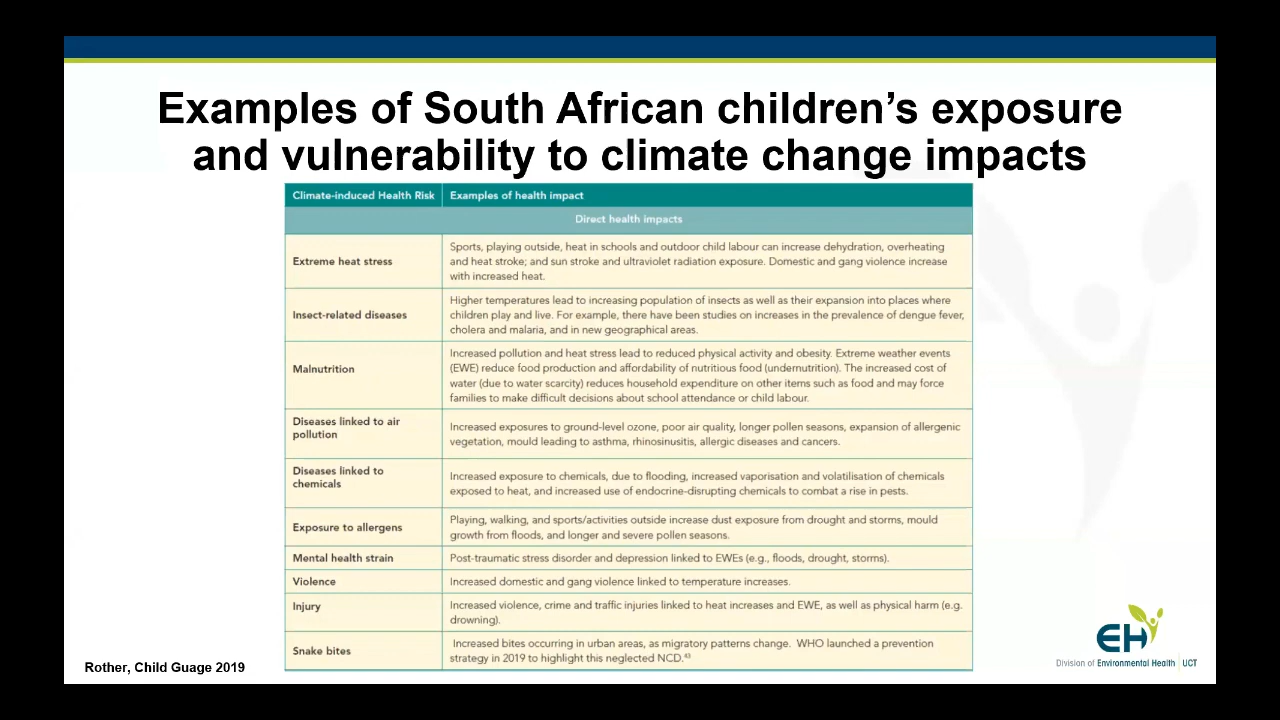 Examples of South African children's exposure
and vulnerability to climate change impacts
Climate-induced Health Risk
Examples of health impact
Direct health impacts
Extreme heat stress
Sports, playing outside, heat in schools and outdoor child labour can increase dehydration, overheating
and heat stroke; and sun stroke and ultraviolet radiation exposure. Domestic and gang violence increase
with increased heat.
Insect-related diseases
Higher temperatures lead to increasing population of insects as well as their expansion into places where
children play and live. For example, there have been studies on increases in the prevalence of dengue fever,
cholera and malaria, and in new geographical areas.
Malnutrition
Increased pollution and heat stress lead to reduced physical activity and obesity. Extreme weather events
(EWE) reduce food production and affordability of nutritious food (undernutrition). The increased cost of
water (due to water scarcity) reduces household expenditure on other items such as food and may force
families to make difficult decisions about school attendance or child labour.
Diseases linked to air
pollution
Increased exposures to ground-level ozone, poor air quality, longer pollen seasons, expansion of allergenic
vegetation, mould leading to asthma, rhinosinusitis, allergic diseases and cancers.
Diseases linked to
chemicals
Increased exposure to chemicals, due to flooding, increased vaporisation and volatilisation of chemicals
exposed to heat, and increased use of endocrine-disrupting chemicals to combat a rise in pests.
Exposure to allergens
Playing, walking, and sports/activities outside increase dust exposure from drought and storms, mould
growth from floods, and longer and severe pollen seasons.
Mental health strain
Post-traumatic stress disorder and depression linked to EWEs (e.g., floods, drought, storms).
Violence
Increased domestic and gang violence linked to temperature increases.
Injury
Increased violence, crime and traffic injuries linked to heat increases and EWE, as well as physical harm (e.g.
drowning).
Snake bites
Increased bites occurring in urban areas, as migratory patterns change. WHO launched a prevention
strategy in 2019 to highlight this neglected NCD.43
Rother, Child Guage 2019
EH
Division of Environmental Health UCT